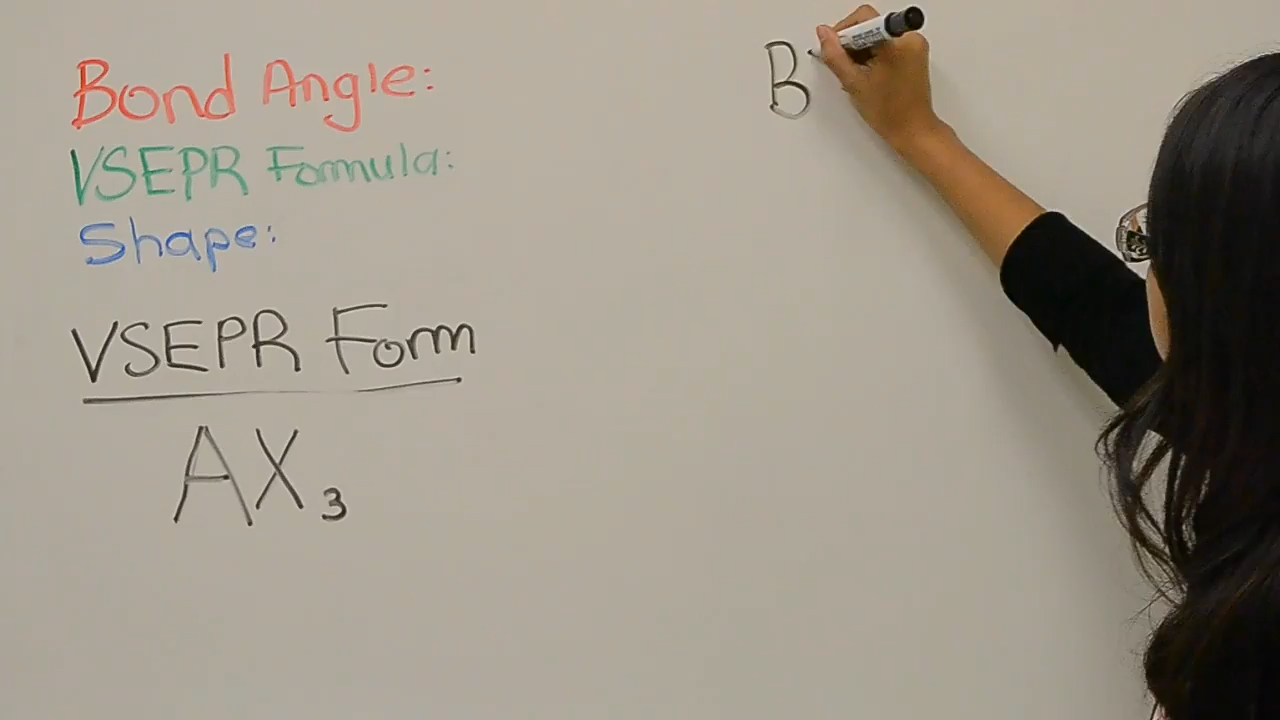 Bond Angle:
VSEPR Formula:
Shape:
VSEPR Form
AX₃
B